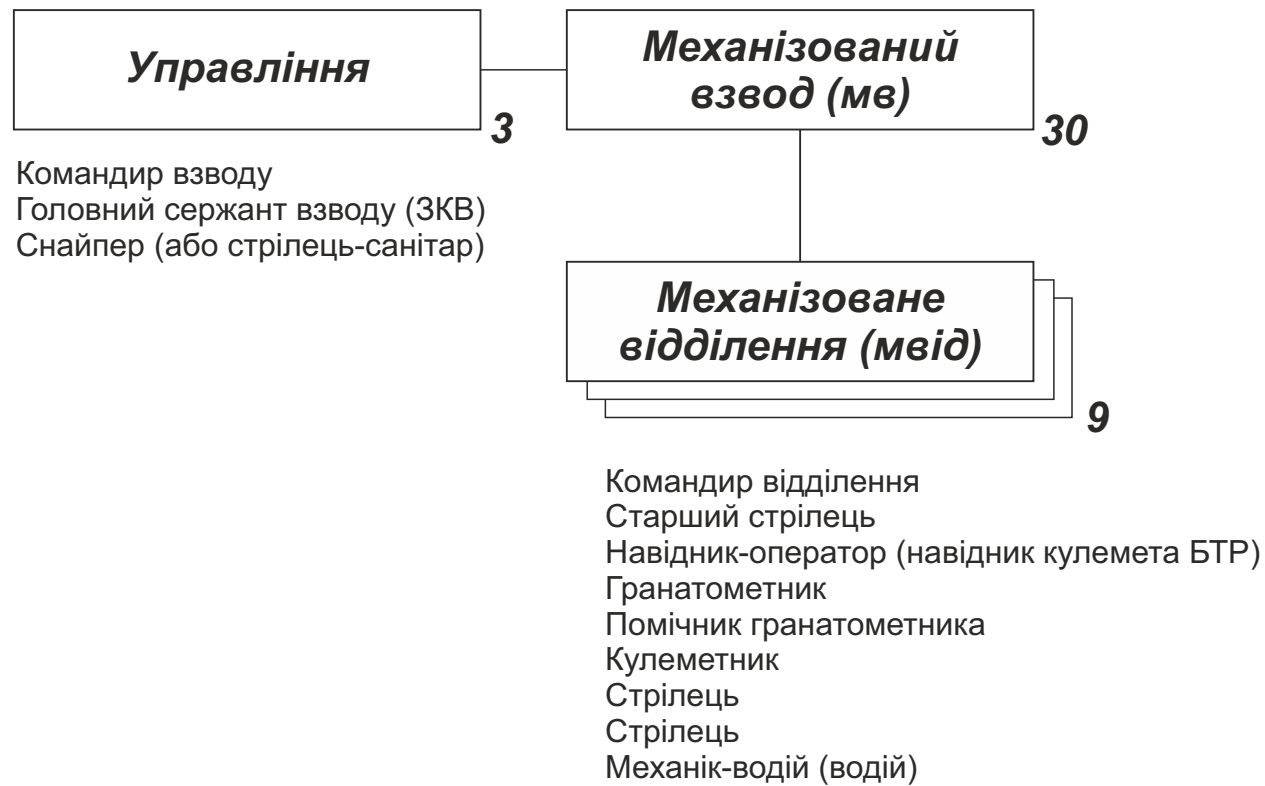 Управління
3
Командир взводу
Головний сержант взводу (ЗКВ)
Снайпер (або стрілець-санітар)
Механізований
взвод (мв)
30
Механізоване
відділення (мвід)
9
Командир відділення
Старший стрілець
Навідник-оператор (навідник кулемета БТР)
Гранатометник
Помічник гранатометника
Кулеметник
Стрілець
Стрілець
Механік-водій (водій)